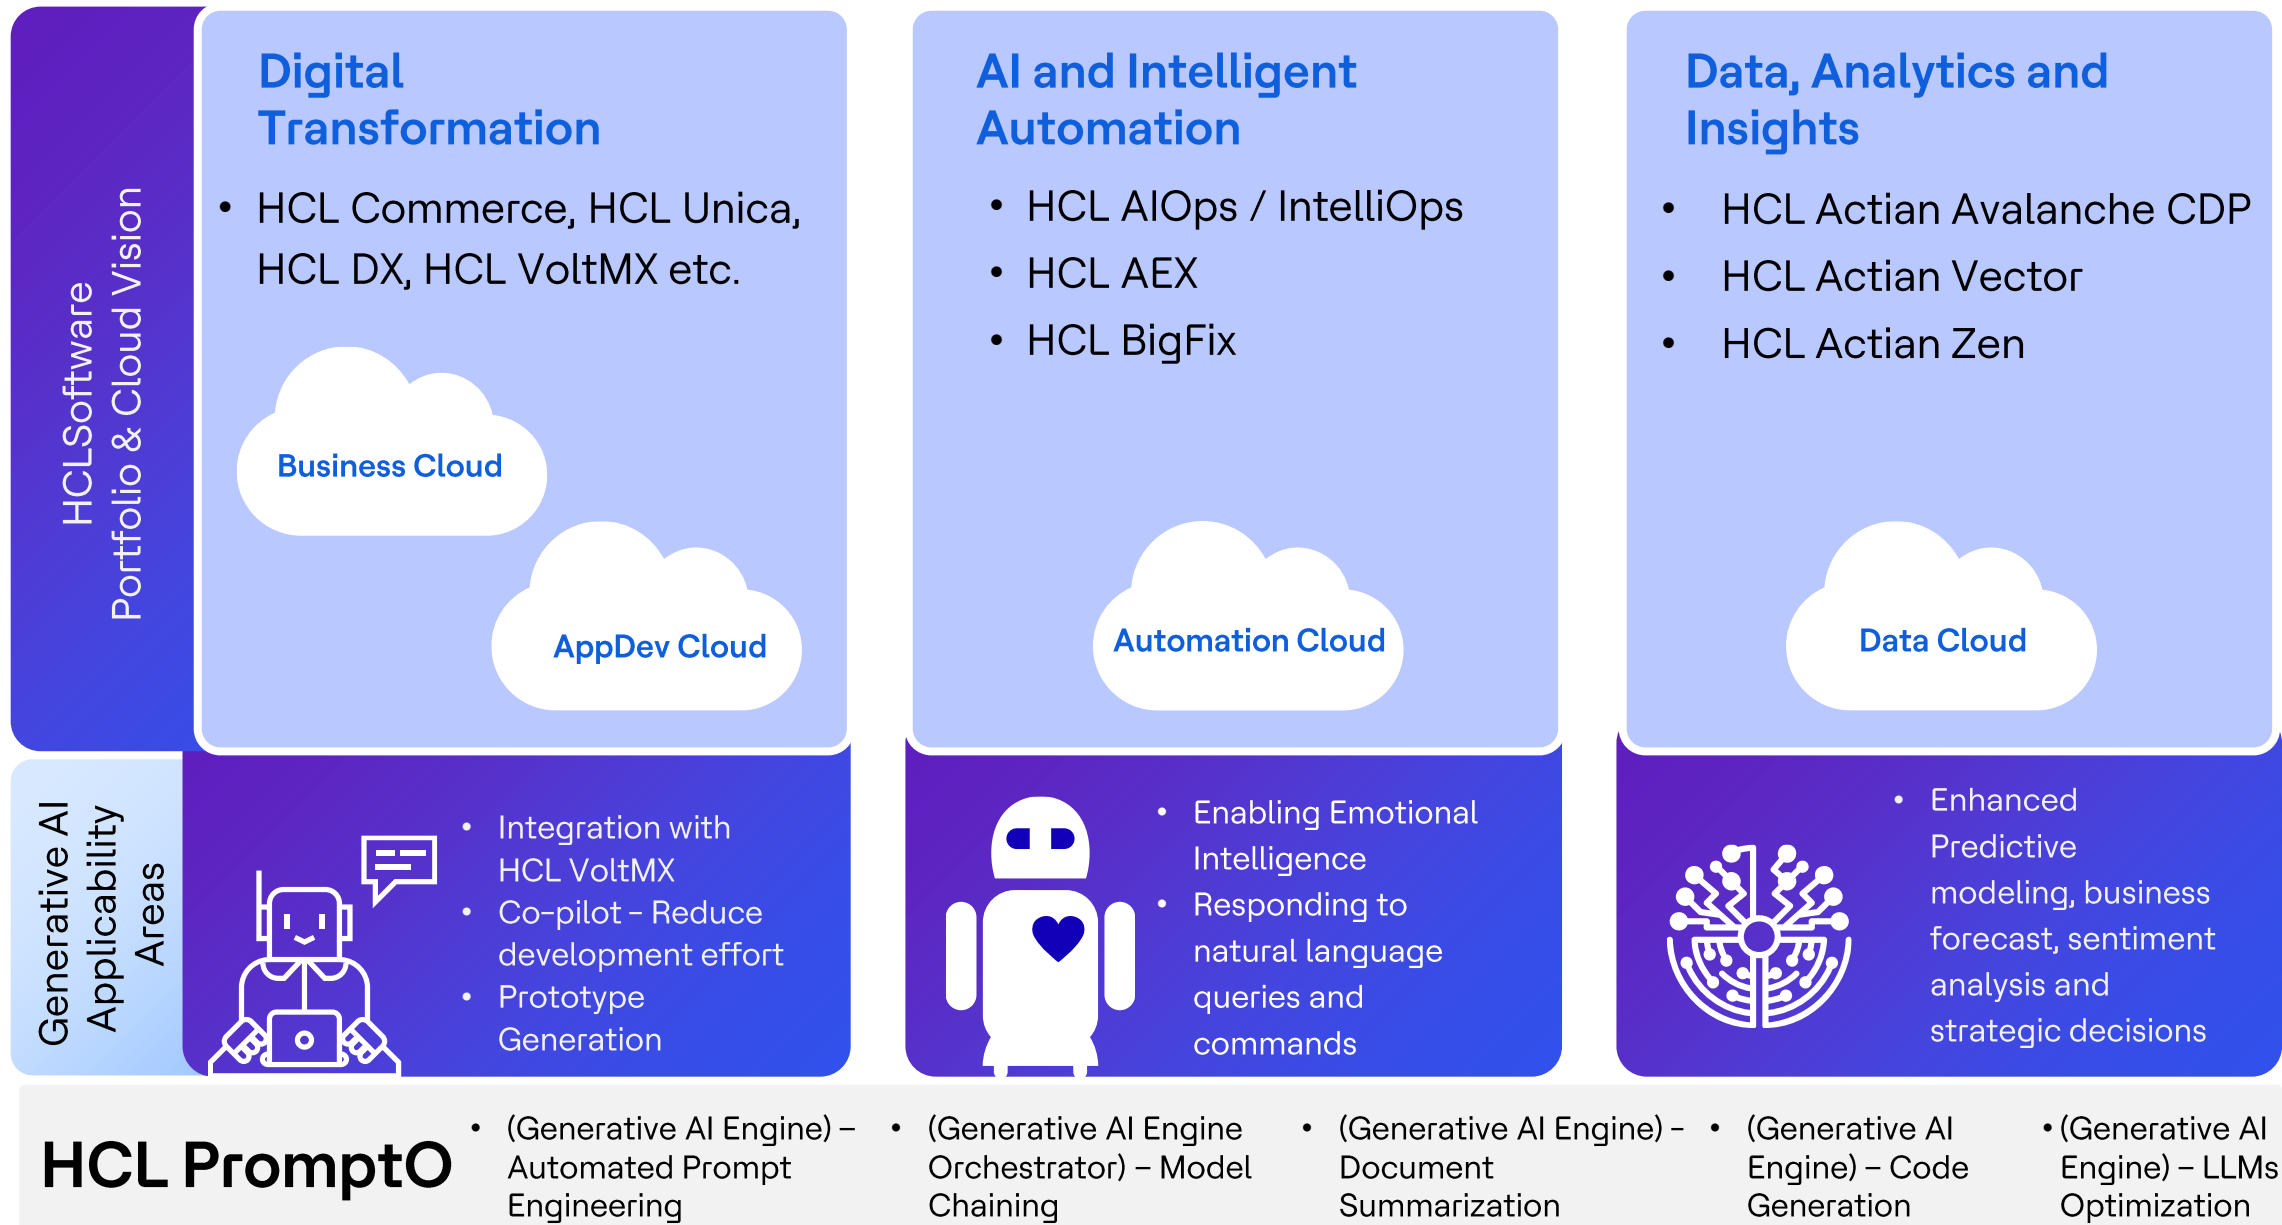 HCLSoftware
Portfolio & Cloud Vision
Digital
Transformation
• HCL Commerce, HCL Unica,
HCL DX, HCL VoltMX etc.
Business Cloud
AppDev Cloud
AI and Intelligent
Automation
• HCL AIOps / IntelliOps
• HCL AEX
• HCL BigFix
Automation Cloud
Data, Analytics and
Insights
• HCL Actian Avalanche CDP
• HCL Actian Vector
• HCL Actian Zen
Data Cloud
Generative AI
Applicability
Areas
• Integration with
HCL VoltMX
• Co-pilot – Reduce
development effort
• Prototype
Generation
• Enabling Emotional
Intelligence
• Responding to
natural language
queries and
commands
• Enhanced
Predictive
modeling, business
forecast, sentiment
analysis and
strategic decisions
HCL PromptO
• (Generative AI Engine) –
Automated Prompt
Engineering
• (Generative AI Engine
Orchestrator) – Model
Chaining
• (Generative AI Engine) –
Document
Summarization
• (Generative AI
Engine) – Code
Generation
• (Generative AI
Engine) – LLMs
Optimization